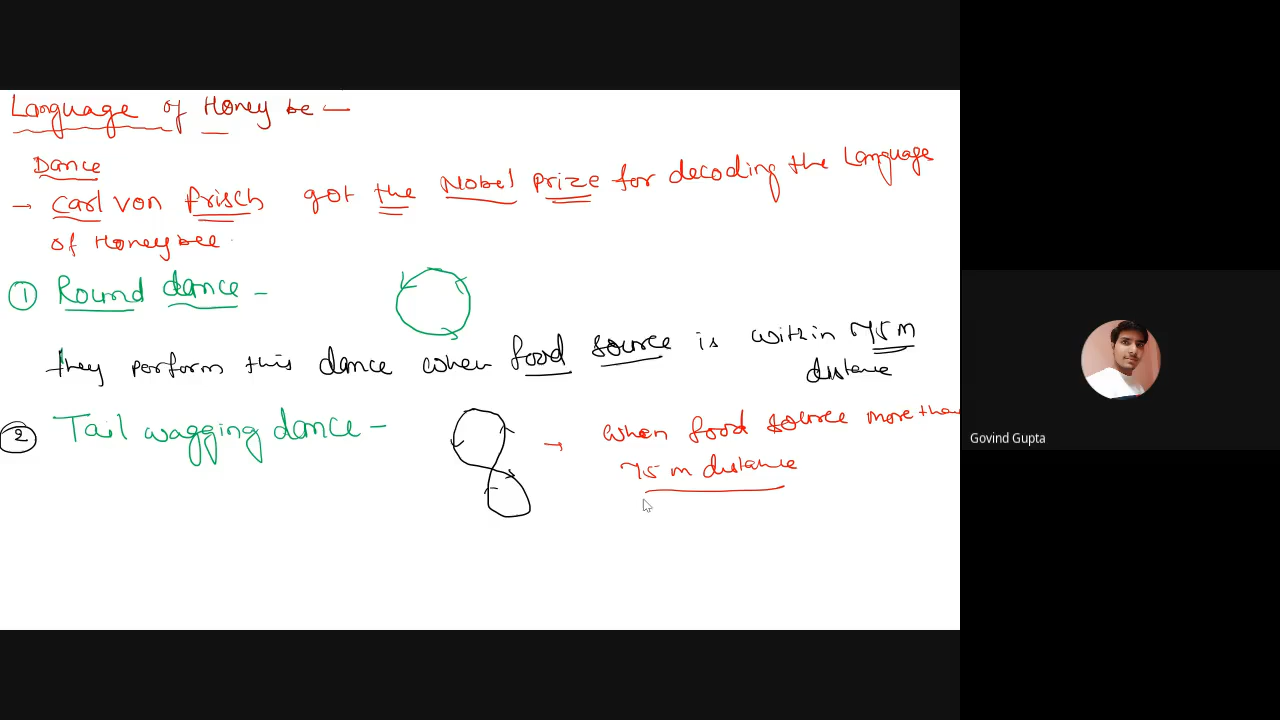 Language of Honey be —
Dance
→ Carl von frisch got the Nobel prize for decoding the Language
of Honeybee.
① Round dance –
they perform this dance when food source is within 75 m
distance
② Tail wagging dance –
→ when food source more than
75 m distance
Govind Gupta